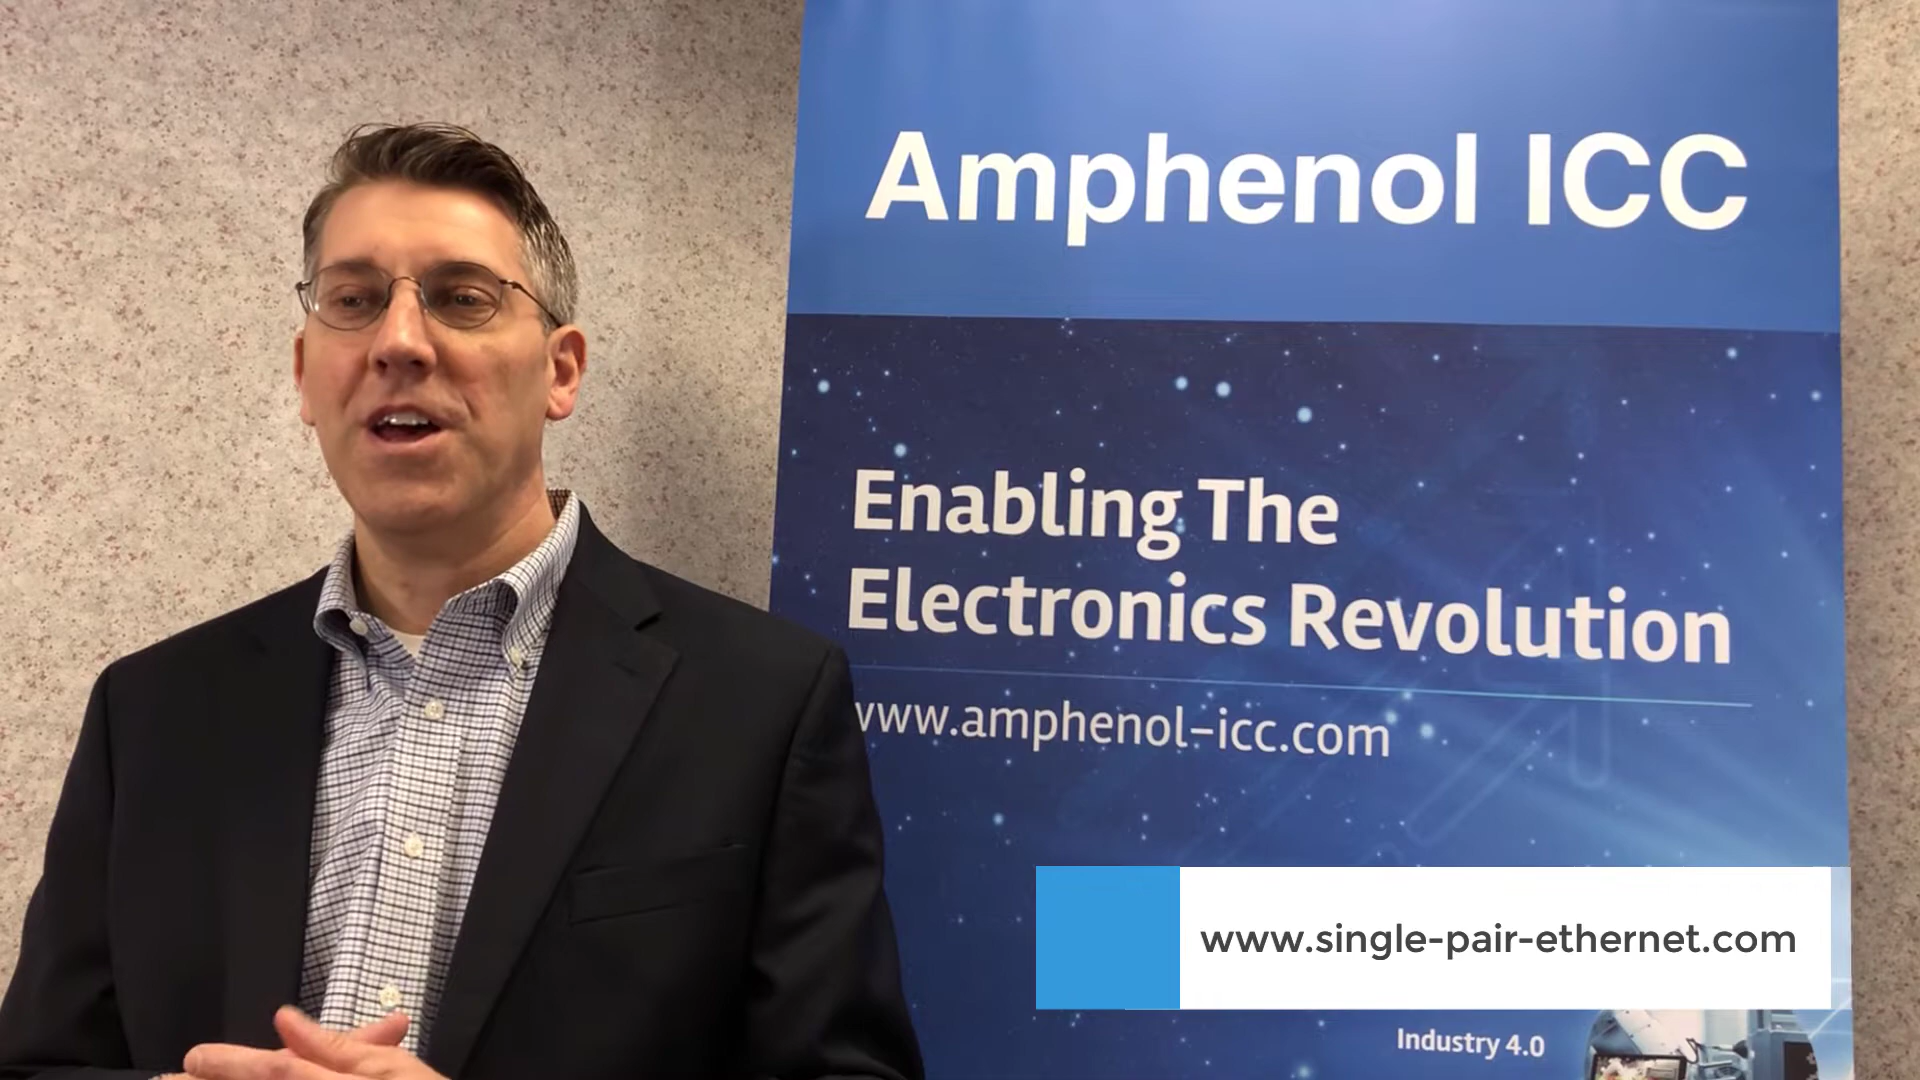 Amphenol ICC
Enabling The
Electronics Revolution
www.amphenol-icc.com
www.single-pair-ethernet.com
Industry 4.0